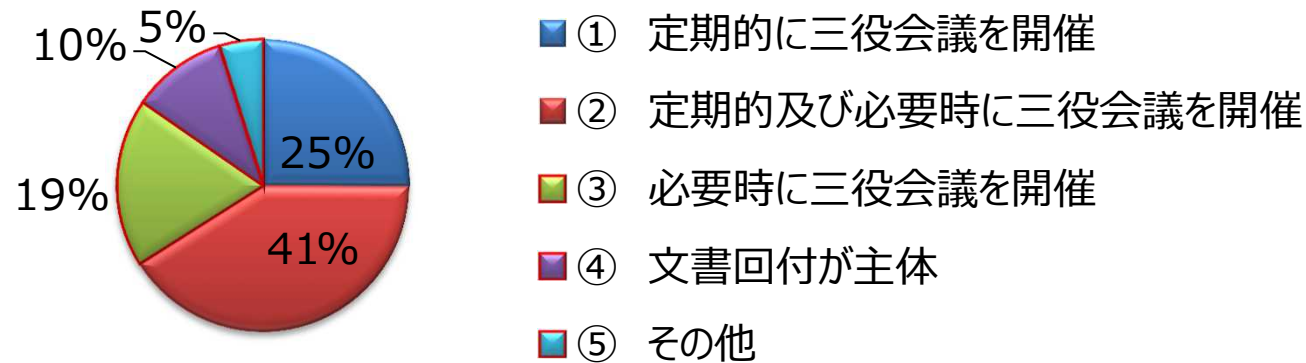 5%
10%
25%
19%
41%
① 定期的に三役会議を開催
② 定期的及び必要時に三役会議を開催
③ 必要時に三役会議を開催
④ 文書回付が主体
⑤ その他